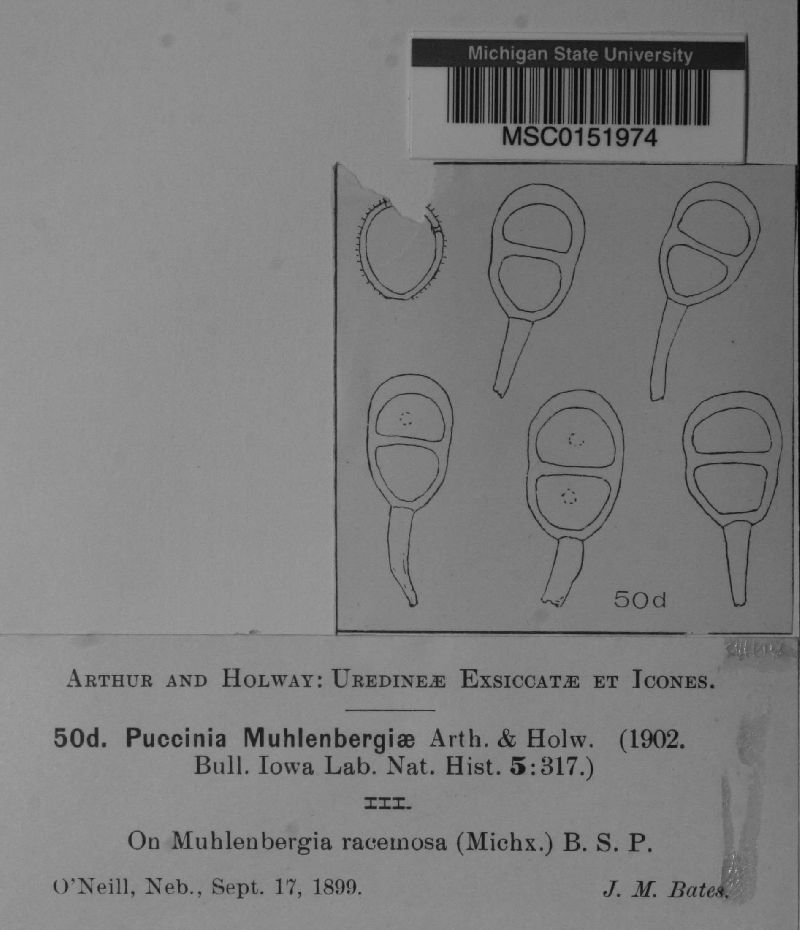 Michigan State University
MSC0151974
50d
ARTHUR AND HOLWAY: UREDINEÆ EXSICCATÆ ET ICONES.
50d. Puccinia Muhlenbergiæ Arth. & Holw. (1902.
Bull. Iowa Lab. Nat. Hist. 5:317.)
III.
On Muhlenbergia racemosa (Michx.) B. S. P.
O'Neill, Neb., Sept. 17, 1899. J. M. Bates.